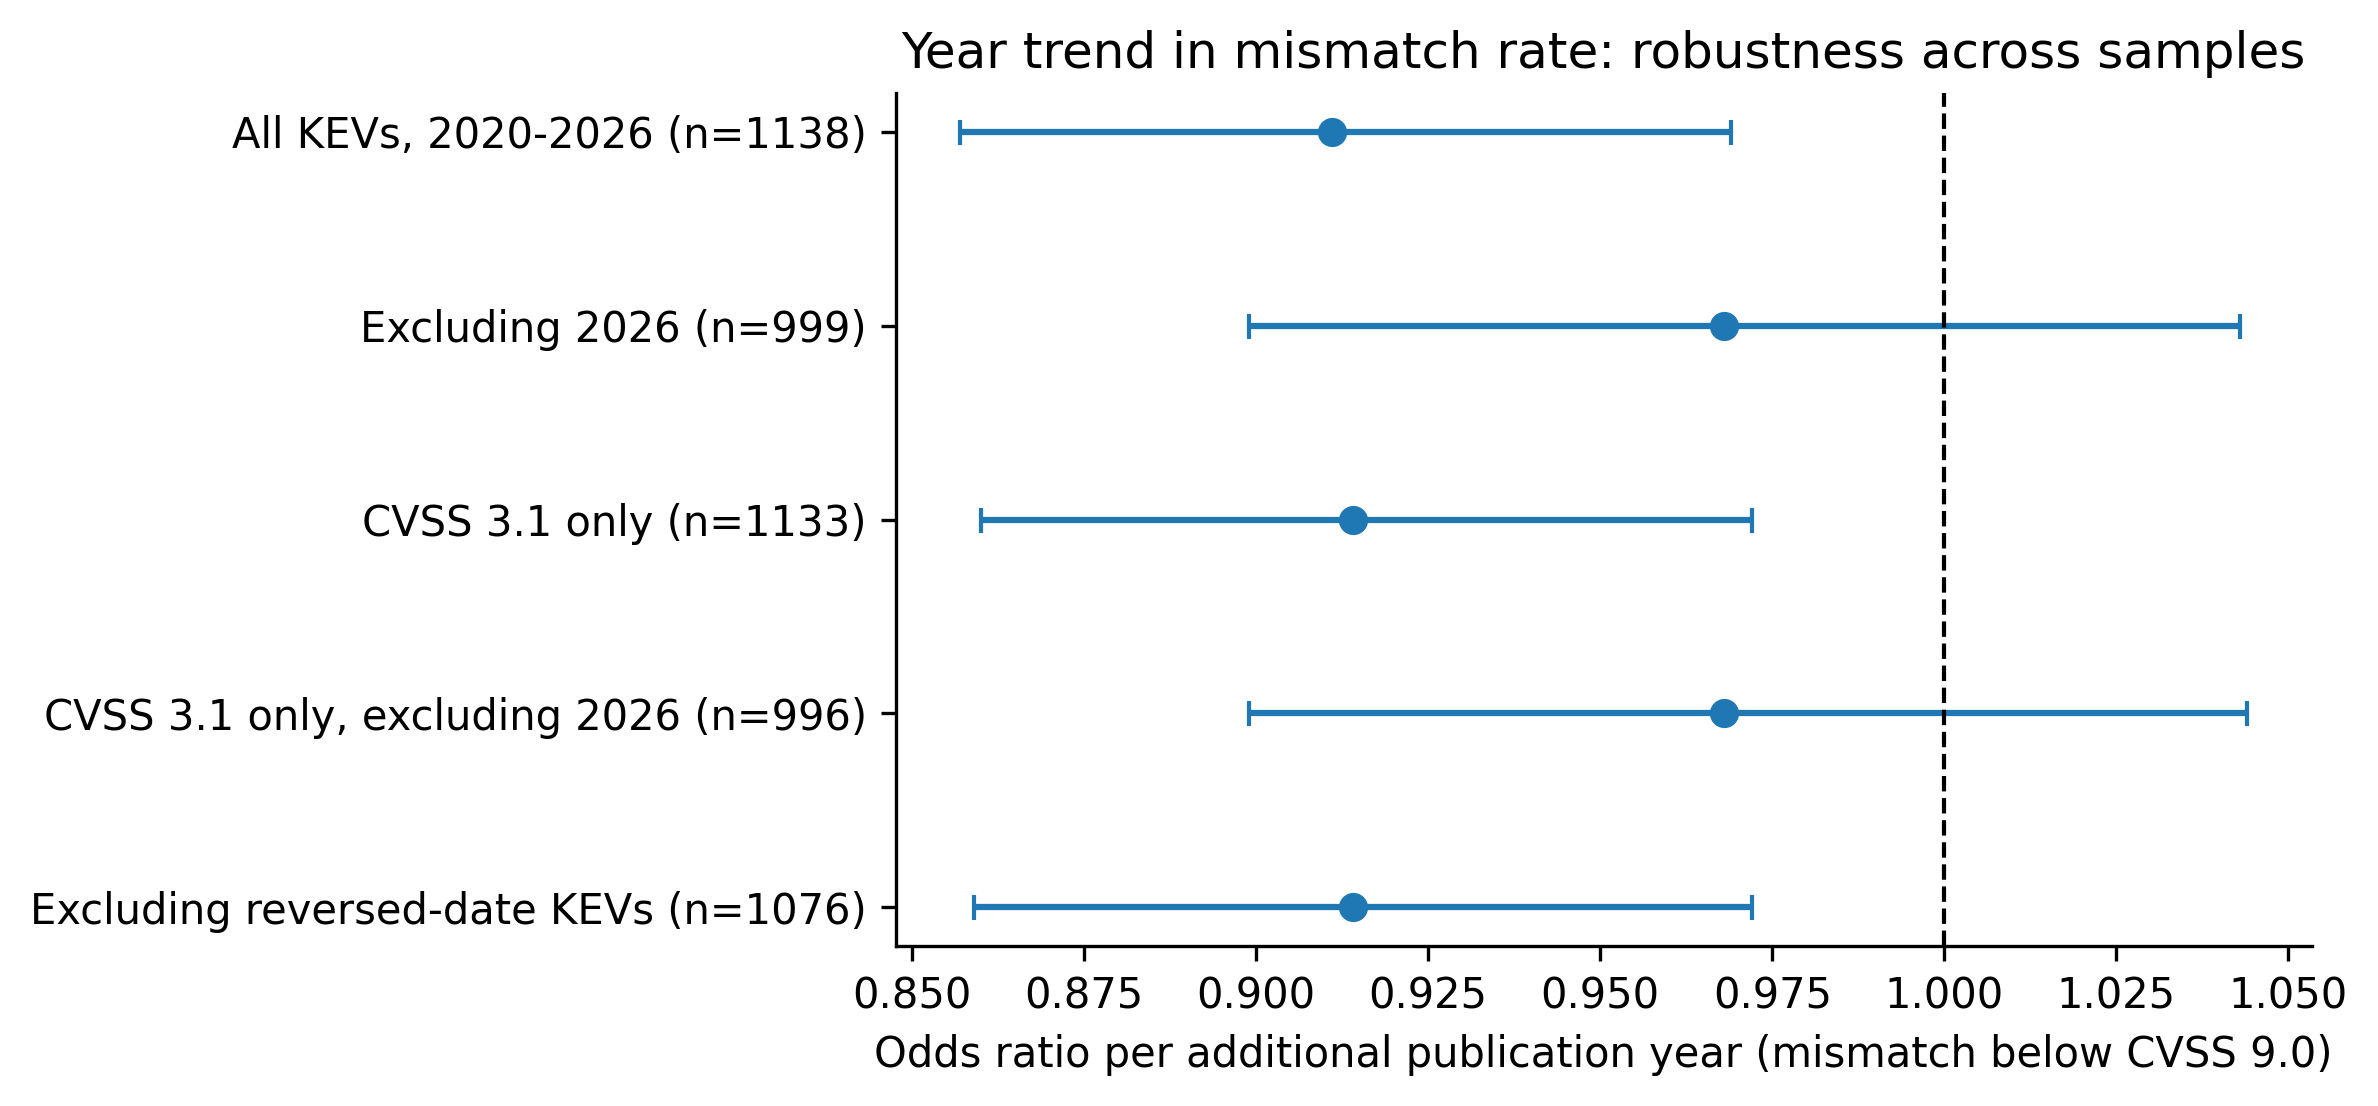 Year trend in mismatch rate: robustness across samples
All KEVs, 2020-2026 (n=1138)
Excluding 2026 (n=999)
CVSS 3.1 only (n=1133)
CVSS 3.1 only, excluding 2026 (n=996)
Excluding reversed-date KEVs (n=1076)
0.850 0.875 0.900 0.925 0.950 0.975 1.000 1.025 1.050
Odds ratio per additional publication year (mismatch below CVSS 9.0)